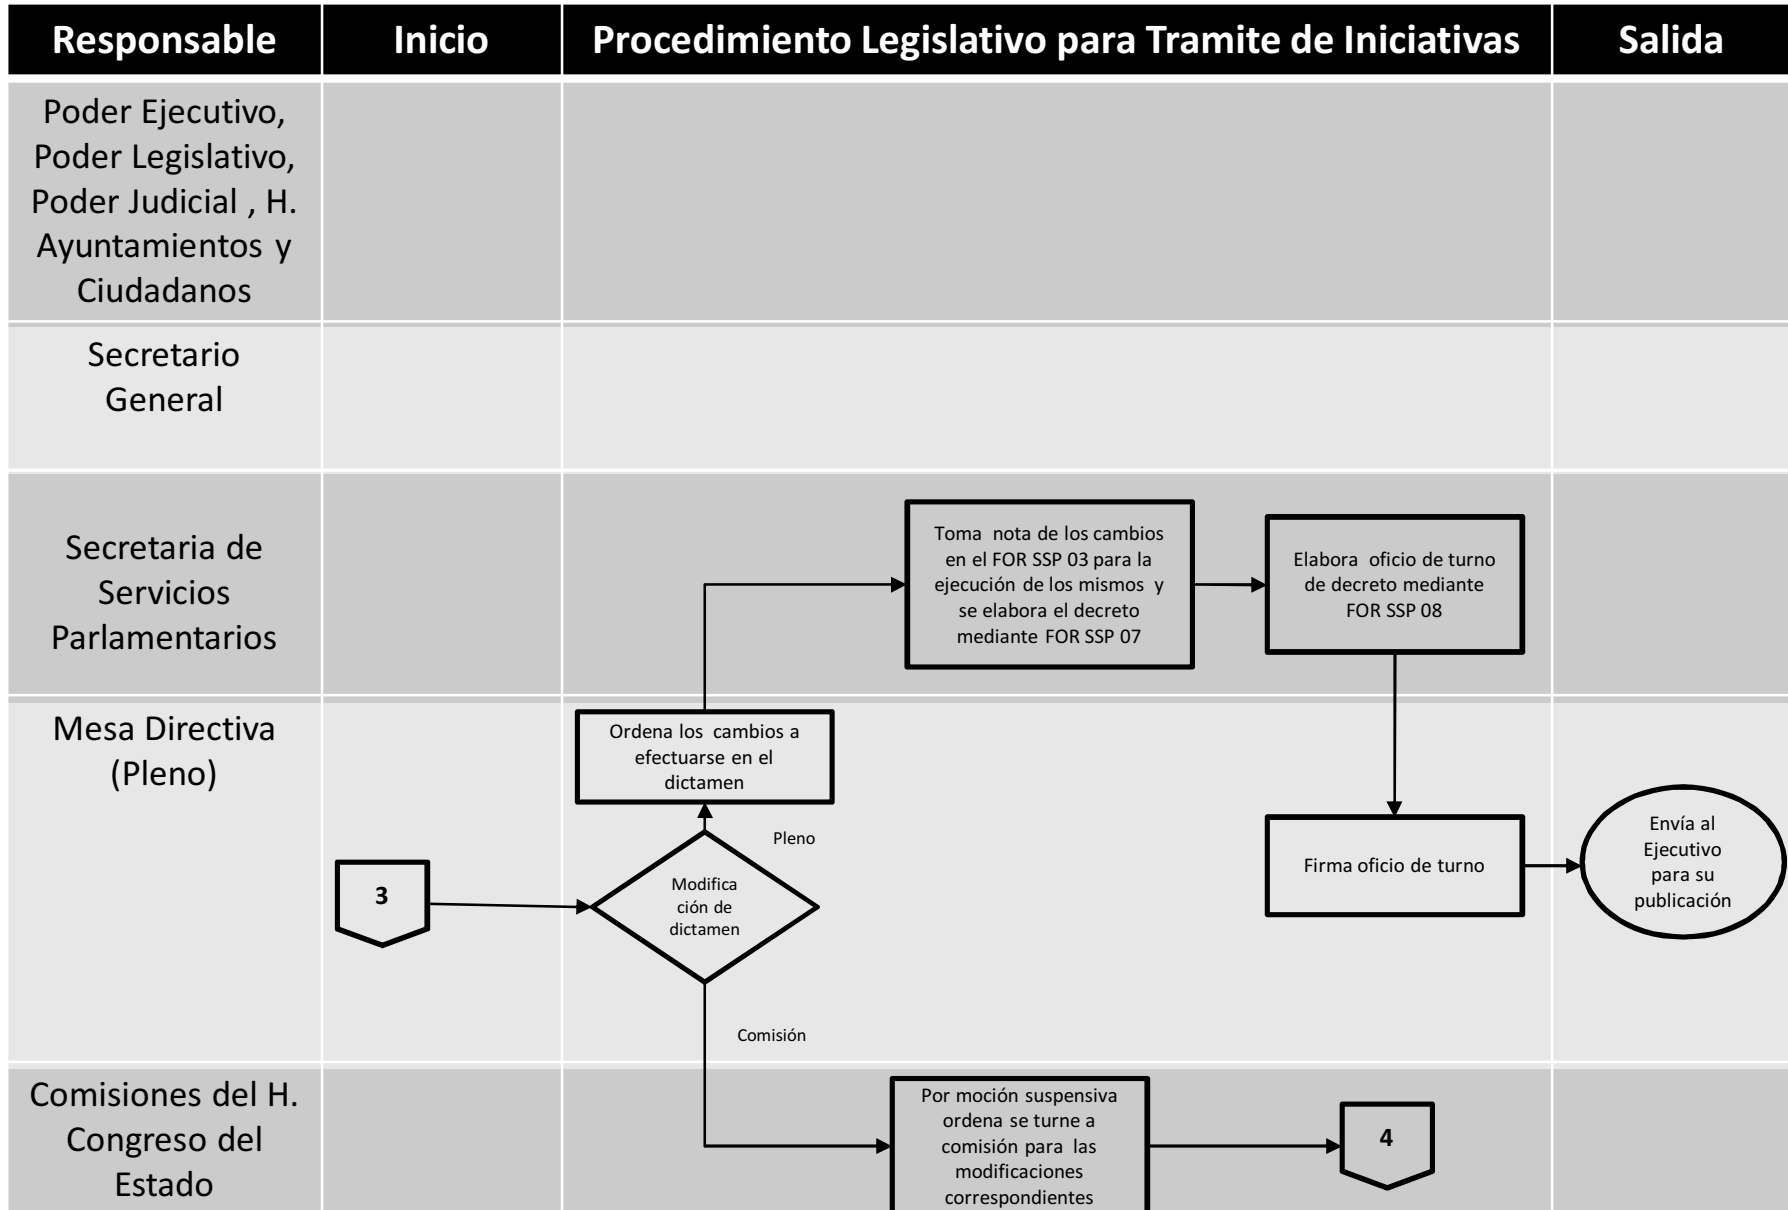 Responsable
Inicio
Procedimiento Legislativo para Tramite de Iniciativas
Salida
Poder Ejecutivo,
Poder Legislativo,
Poder Judicial , H.
Ayuntamientos y
Ciudadanos
Secretario
General
Secretaria de
Servicios
Parlamentarios
Toma nota de los cambios
en el FOR SSP 03 para la
ejecución de los mismos y
se elabora el decreto
mediante FOR SSP 07
Elabora oficio de turno
de decreto mediante
FOR SSP 08
Mesa Directiva
(Pleno)
Ordena los cambios a
efectuarse en el
dictamen
Pleno
3
Modifica
ción de
dictamen
Comisión
Firma oficio de turno
Envía al
Ejecutivo
para su
publicación
Comisiones del H.
Congreso del
Estado
Por moción suspensiva
ordena se turne a
comisión para las
modificaciones
correspondientes
4